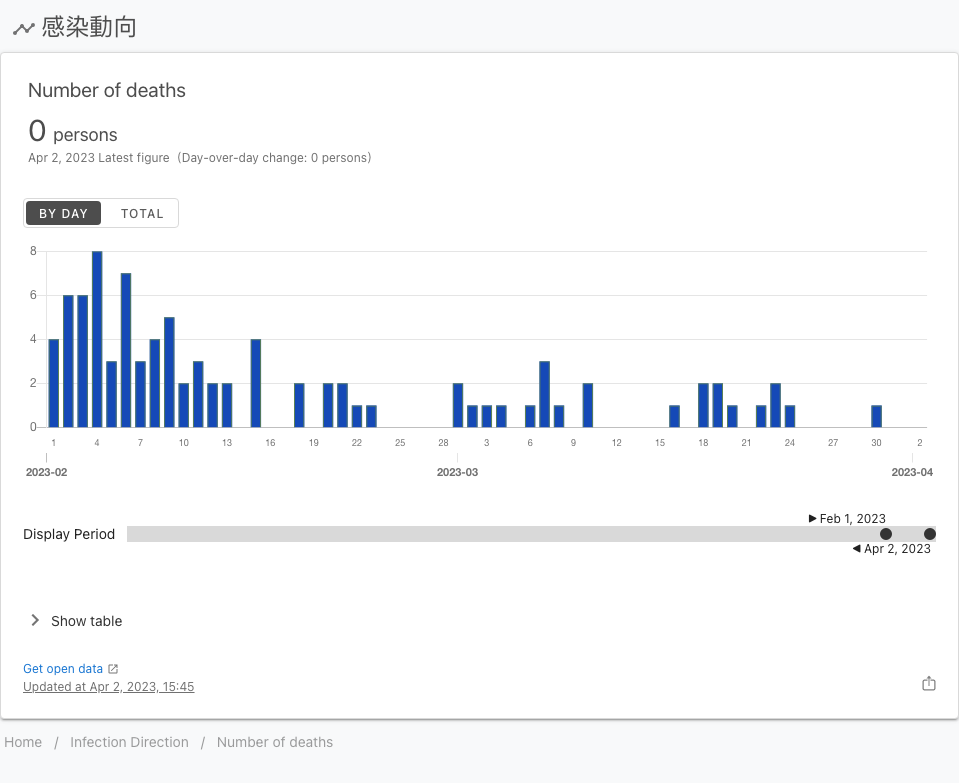 感染動向
Number of deaths
0 persons
Apr 2, 2023 Latest figure (Day-over-day change: 0 persons)
BY DAY TOTAL
8
6
4
2
0
1 4 7 10 13 16 19 22 25 28 3 6 9 12 15 18 21 24 27 30 2
2023-02 2023-03 2023-04
Feb 1, 2023
Display Period
Apr 2, 2023
Show table
Get open data
Updated at Apr 2, 2023, 15:45
Home / Infection Direction / Number of deaths